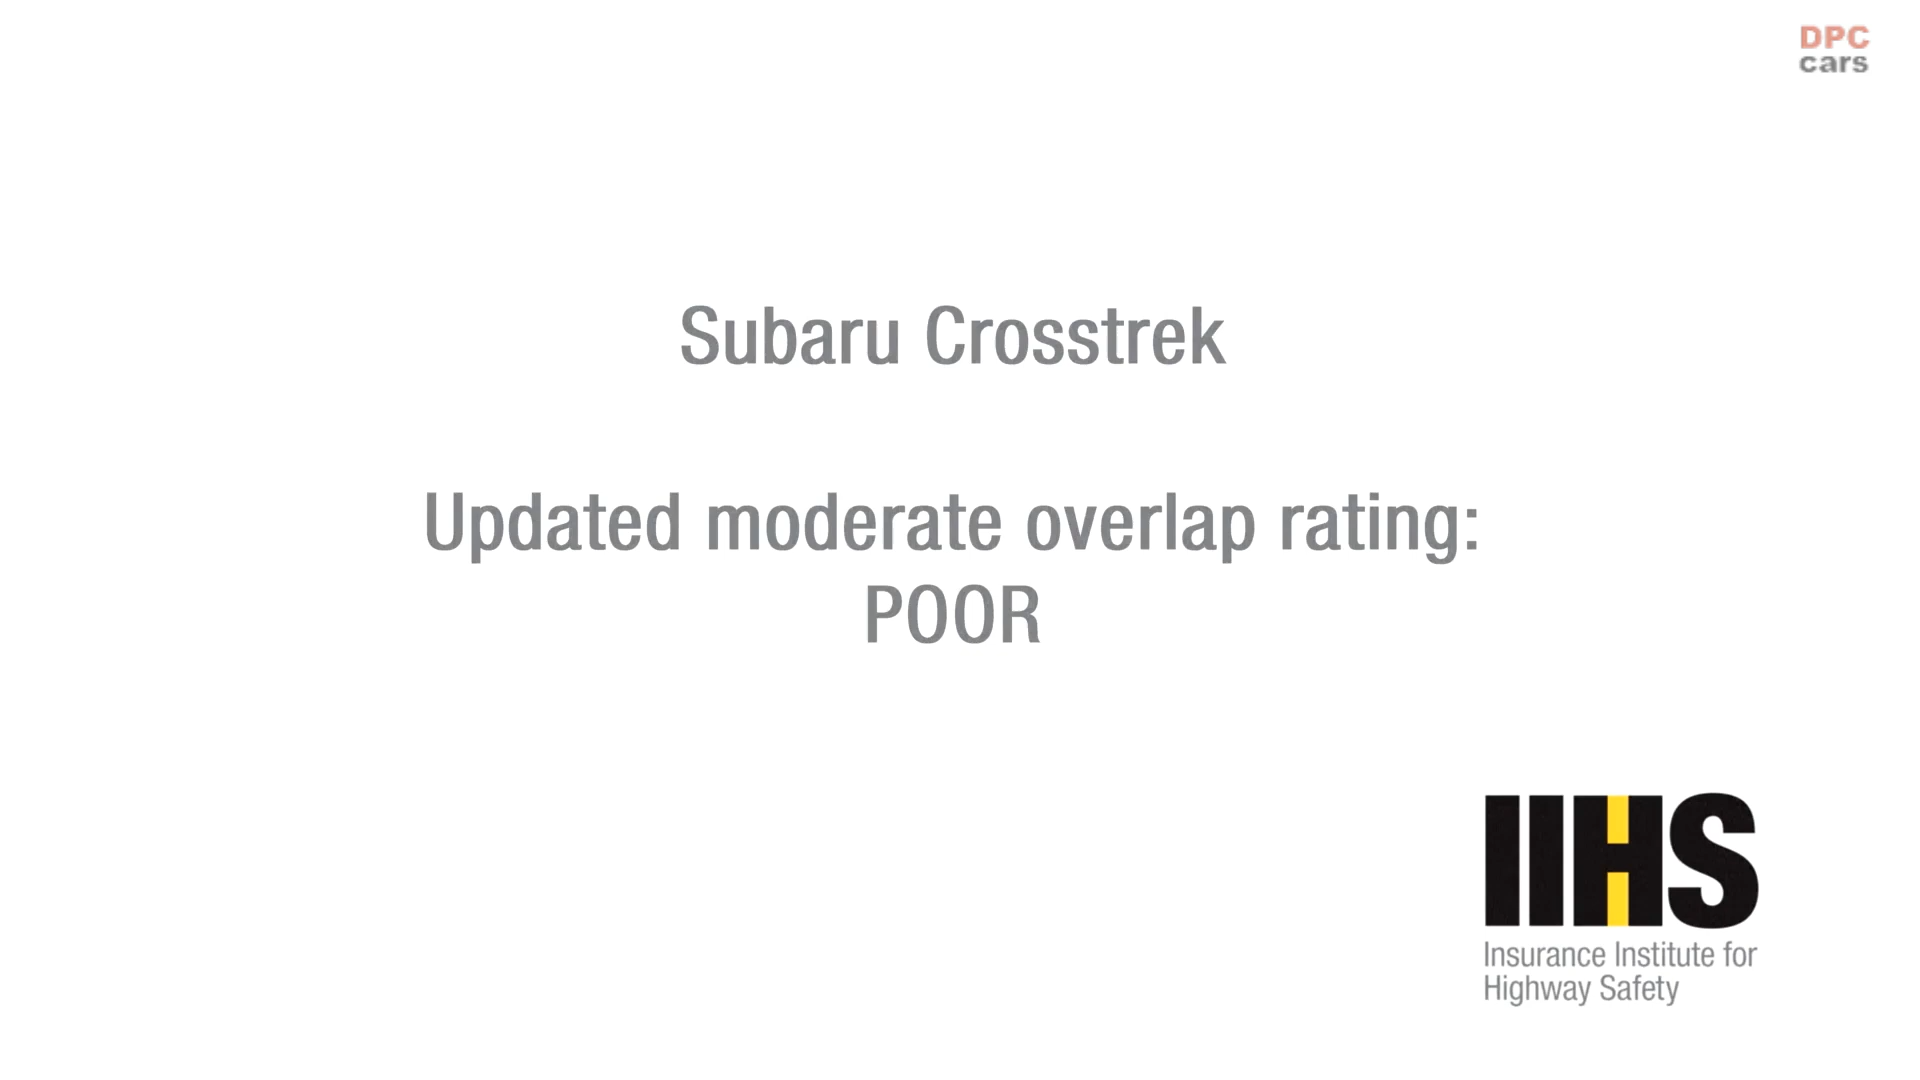 DPC
cars
Subaru Crosstrek
Updated moderate overlap rating:
POOR
IIHS
Insurance Institute for
Highway Safety